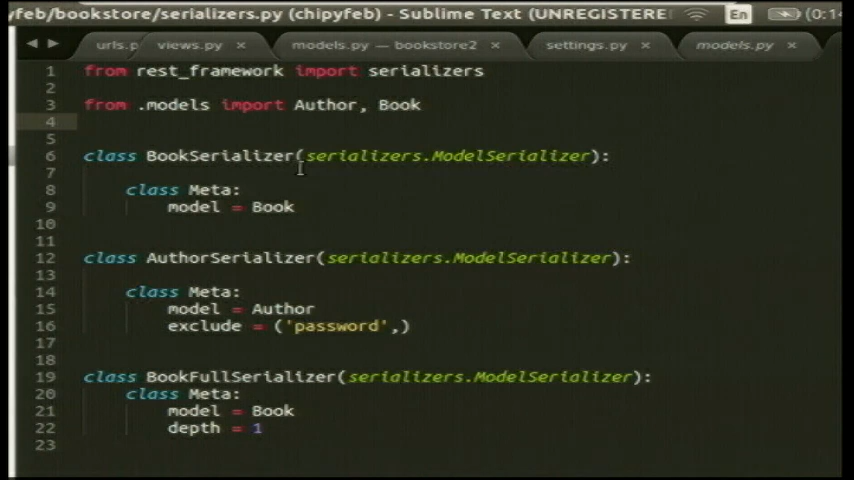 yfeb/bookstore/serializers.py (chipyfeb) - Sublime Text (UNREGISTERE En (0:14
urls.p views.py × models.py — bookstore2 × settings.py × models.py ×
1 from rest_framework import serializers
2
3 from .models import Author, Book
4
5
6 class BookSerializer(serializers.ModelSerializer):
7
8 class Meta:
9 model = Book
10
11
12 class AuthorSerializer(serializers.ModelSerializer):
13
14 class Meta:
15 model = Author
16 exclude = ('password',)
17
18
19 class BookFullSerializer(serializers.ModelSerializer):
20 class Meta:
21 model = Book
22 depth = 1
23